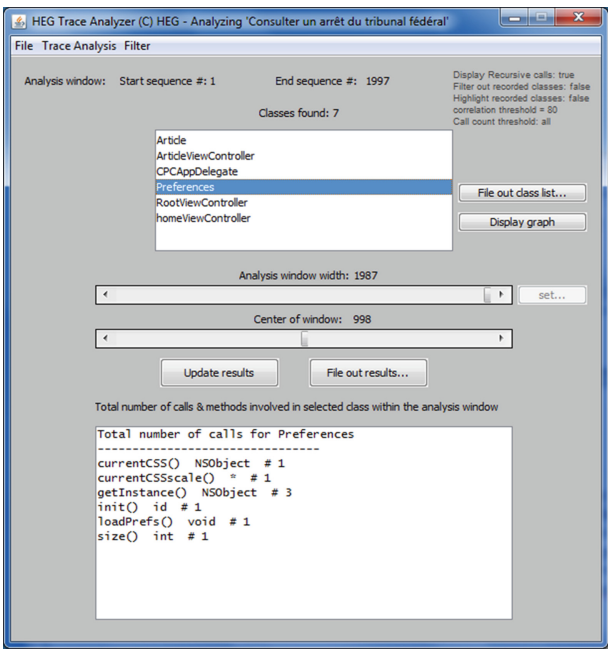 HEG Trace Analyzer (C) HEG - Analyzing 'Consulter un arrêt du tribunal fédéral'
File Trace Analysis Filter
Analysis window: Start sequence #: 1 End sequence #: 1997
Display Recursive calls: true
Filter out recorded classes: false
Highlight recorded classes: false
correlation threshold = 80
Call count threshold: all
Classes found: 7
Article
ArticleViewController
CPCAppDelegate
Preferences
RootViewController
homeViewController
File out class list...
Display graph
Analysis window width: 1987
set...
Center of window: 998
Update results File out results...
Total number of calls & methods involved in selected class within the analysis window
Total number of calls for Preferences
--------------------------------
currentCSS() NSObject # 1
currentCSSscale() * # 1
getInstance() NSObject # 3
init() id # 1
loadPrefs() void # 1
size() int # 1